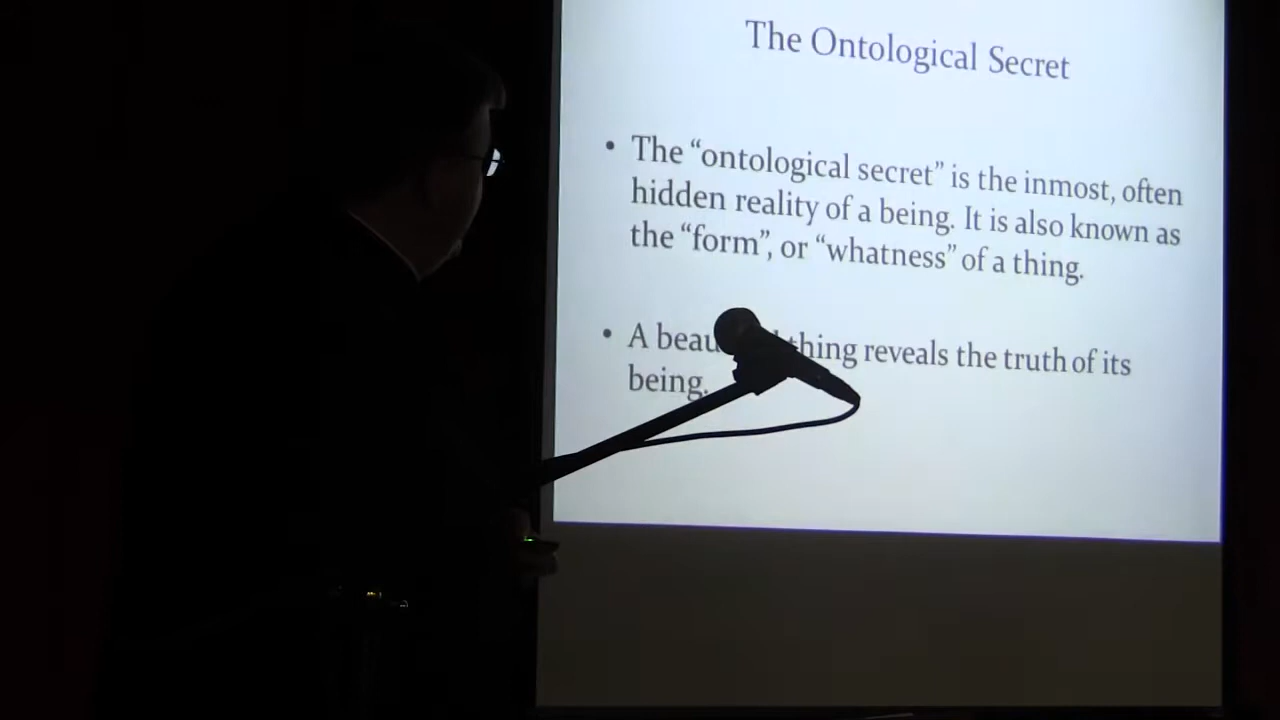 The Ontological Secret
• The “ontological secret” is the inmost, often
hidden reality of a being. It is also known as
the “form”, or “whatness” of a thing.
• A thing reveals the truth of its
being.